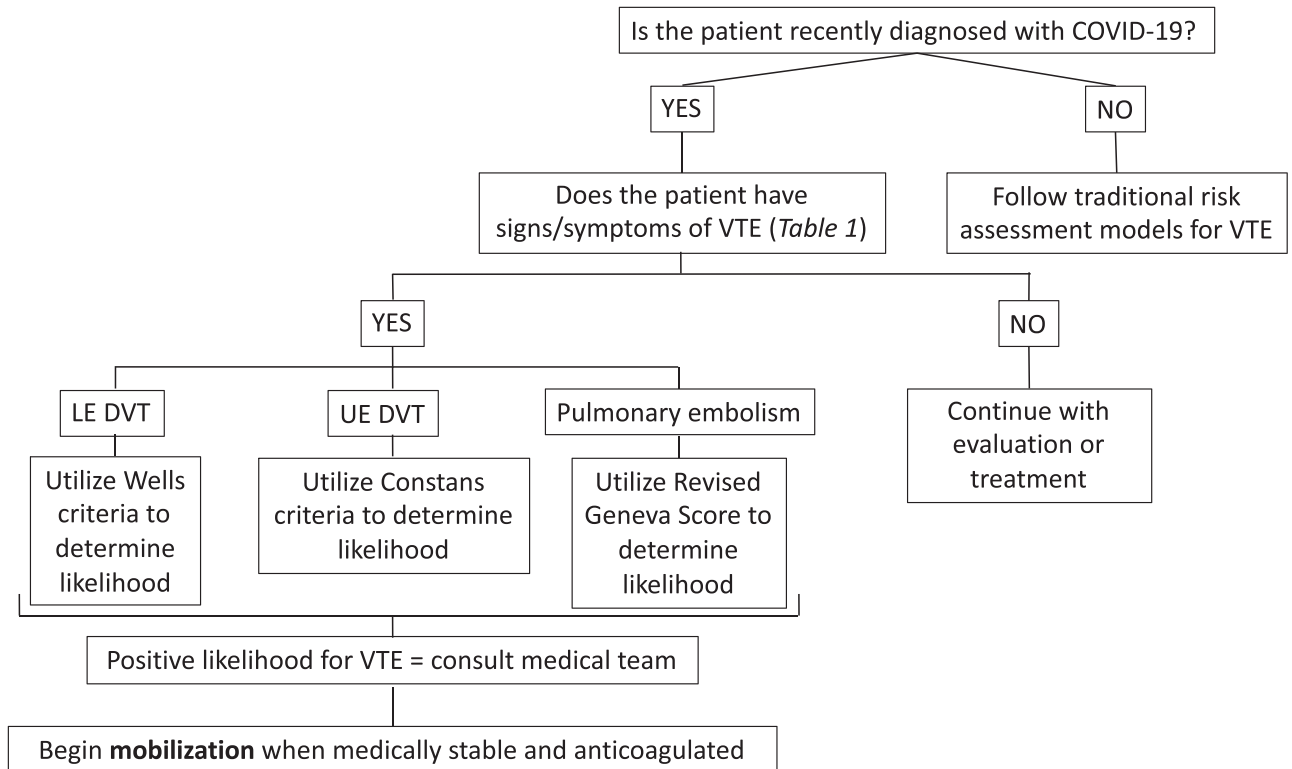 Is the patient recently diagnosed with COVID-19?
YES
NO
Does the patient have
signs/symptoms of VTE (Table 1)
Follow traditional risk
assessment models for VTE
YES
NO
LE DVT
UE DVT
Pulmonary embolism
Continue with
evaluation or
treatment
Utilize Wells
criteria to
determine
likelihood
Utilize Constans
criteria to determine
likelihood
Utilize Revised
Geneva Score to
determine
likelihood
Positive likelihood for VTE = consult medical team
Begin mobilization when medically stable and anticoagulated